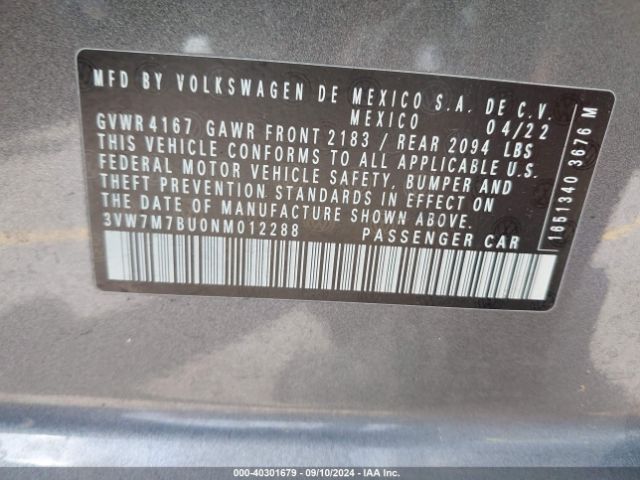 MFD BY VOLKSWAGEN DE MEXICO S.A. DE C.V.
MEXICO 04/22
GVWR 4167 GAWR FRONT 2183 / REAR 2094 LBS
THIS VEHICLE CONFORMS TO ALL APPLICABLE U.S.
FEDERAL MOTOR VEHICLE SAFETY, BUMPER AND
THEFT PREVENTION STANDARDS IN EFFECT ON
DATE OF MANUFACTURE SHOWN ABOVE
3VW7M7BU0NM012288 PASSENGER CAR
1651340 3676 M
000-40301679 - 09/10/2024 - IAA Inc.